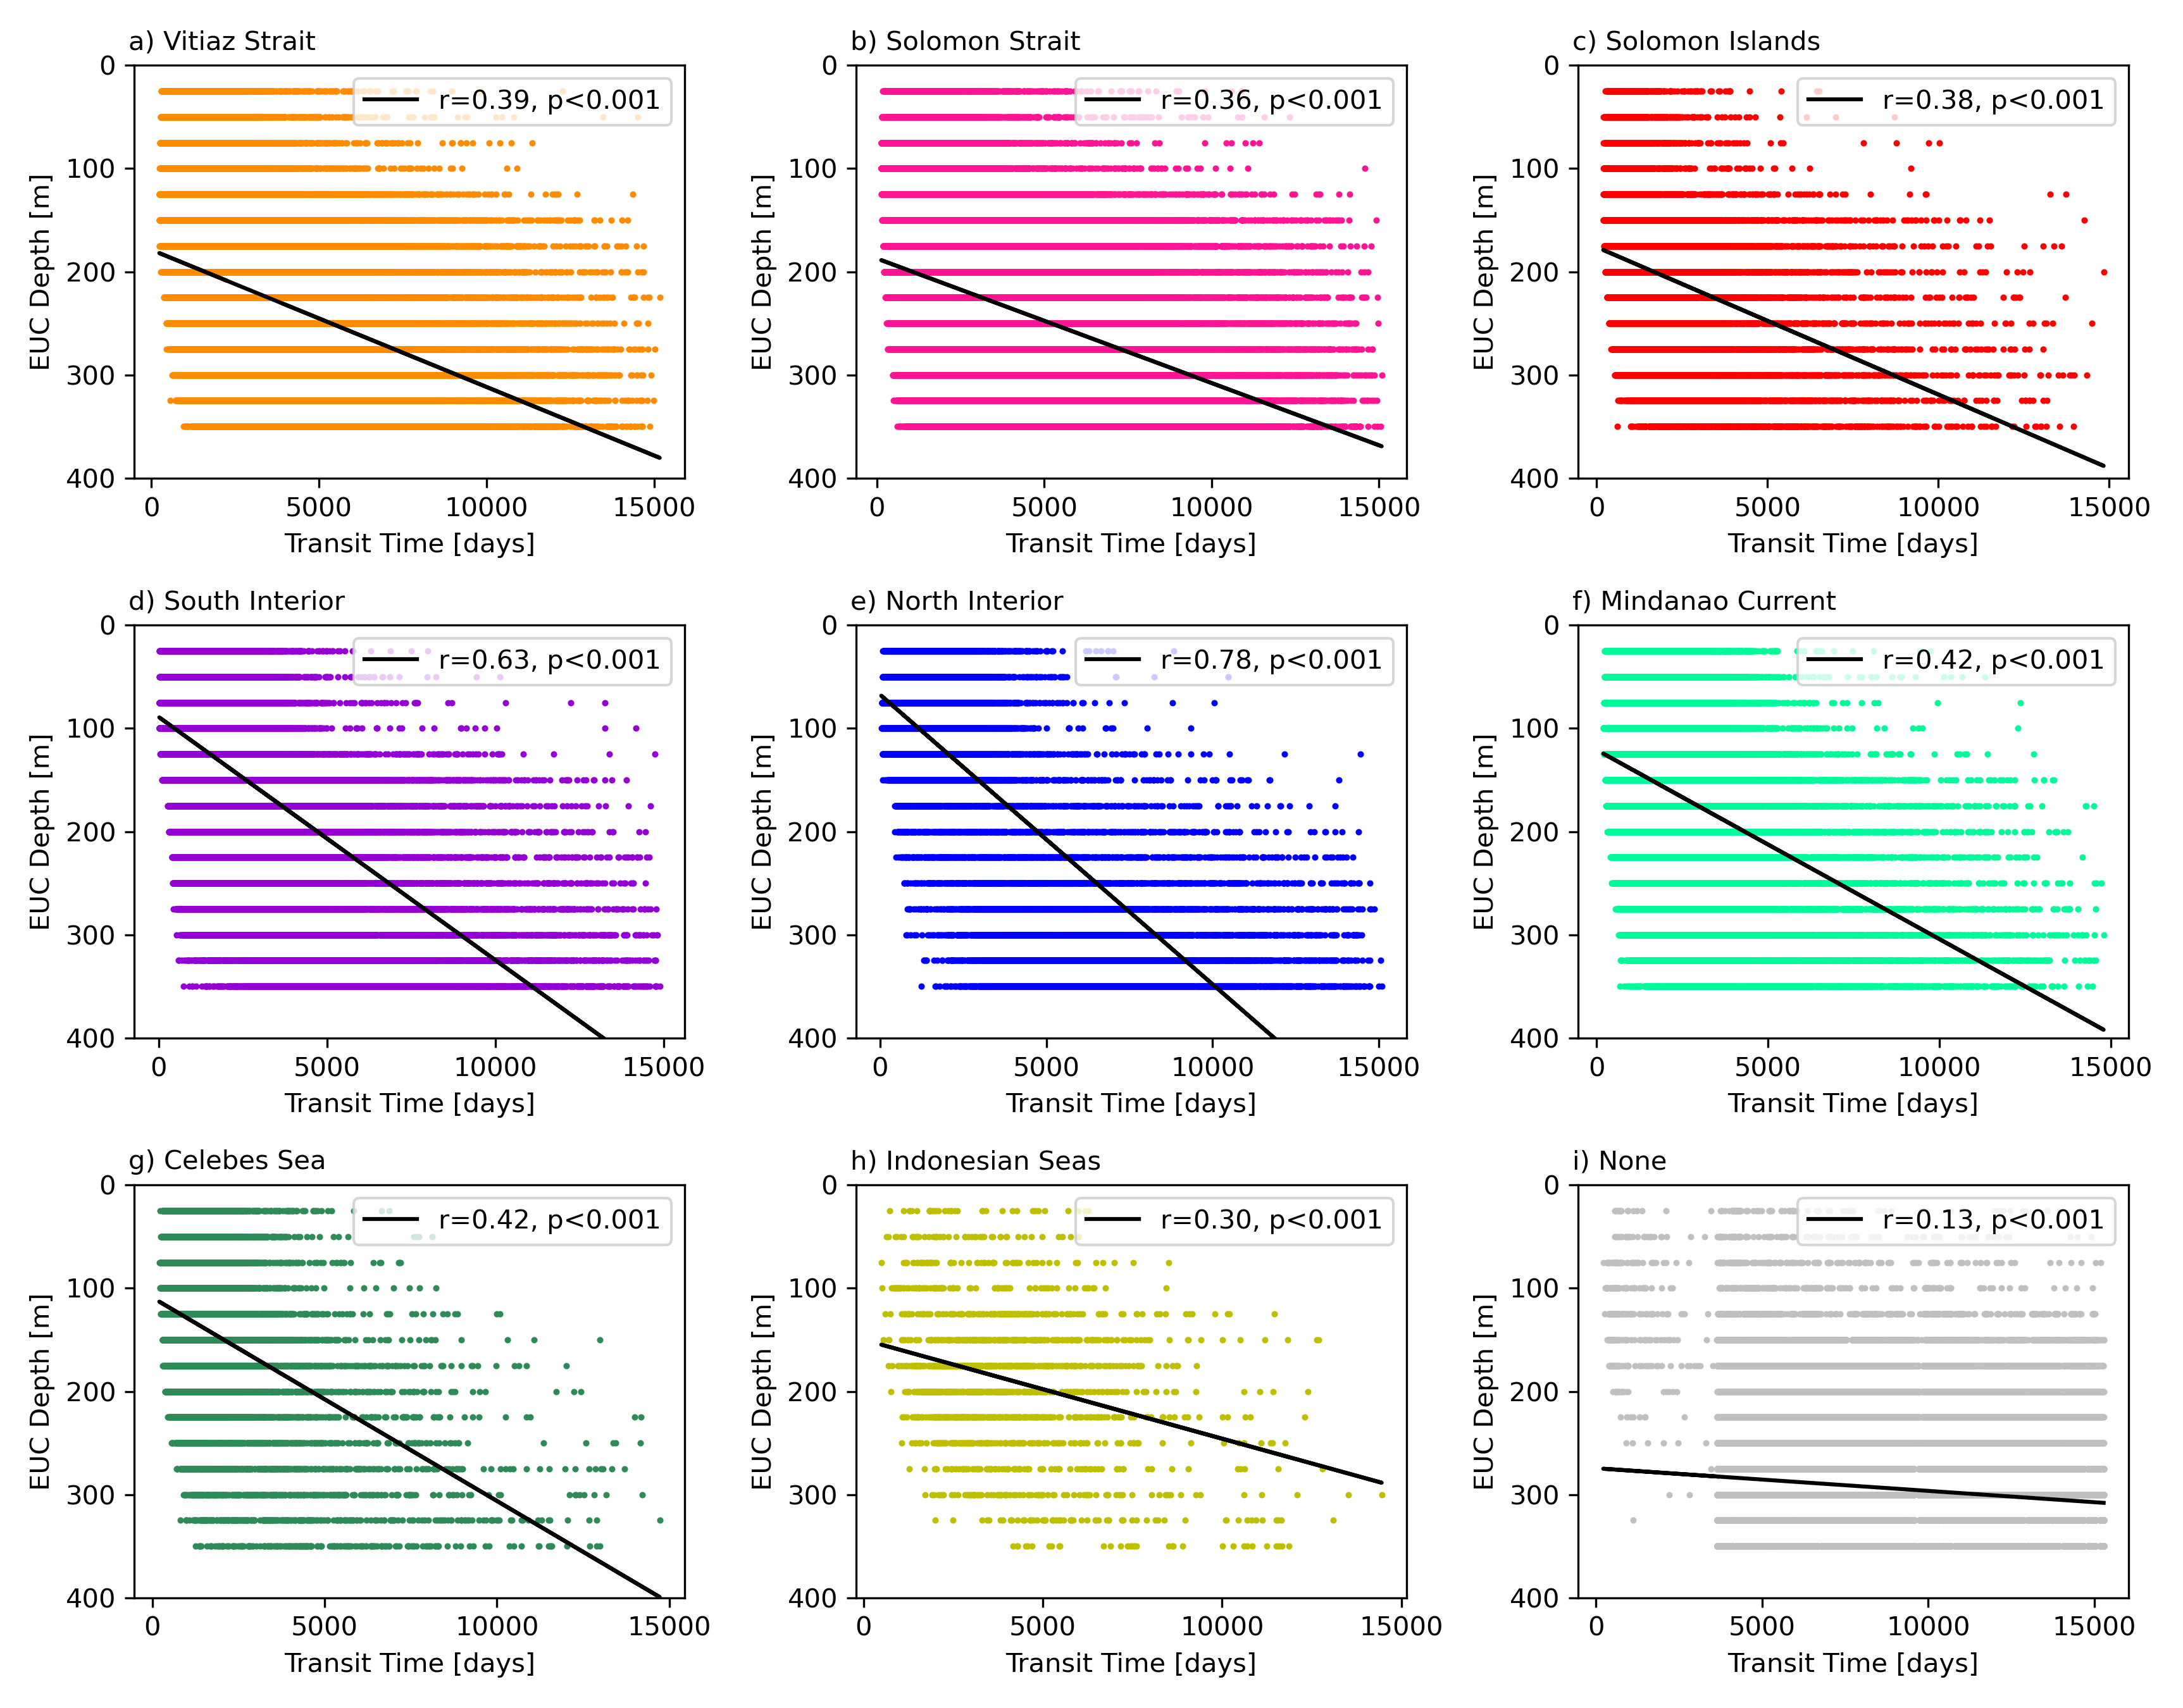 a) Vitiaz Strait
0
100
200
300
400
EUC Depth [m]
r=0.39, p<0.001
0 5000 10000 15000
Transit Time [days]
b) Solomon Strait
0
100
200
300
400
EUC Depth [m]
r=0.36, p<0.001
0 5000 10000 15000
Transit Time [days]
c) Solomon Islands
0
100
200
300
400
EUC Depth [m]
r=0.38, p<0.001
0 5000 10000 15000
Transit Time [days]
d) South Interior
0
100
200
300
400
EUC Depth [m]
r=0.63, p<0.001
0 5000 10000 15000
Transit Time [days]
e) North Interior
0
100
200
300
400
EUC Depth [m]
r=0.78, p<0.001
0 5000 10000 15000
Transit Time [days]
f) Mindanao Current
0
100
200
300
400
EUC Depth [m]
r=0.42, p<0.001
0 5000 10000 15000
Transit Time [days]
g) Celebes Sea
0
100
200
300
400
EUC Depth [m]
r=0.42, p<0.001
0 5000 10000 15000
Transit Time [days]
h) Indonesian Seas
0
100
200
300
400
EUC Depth [m]
r=0.30, p<0.001
0 5000 10000 15000
Transit Time [days]
i) None
0
100
200
300
400
EUC Depth [m]
r=0.13, p<0.001
0 5000 10000 15000
Transit Time [days]